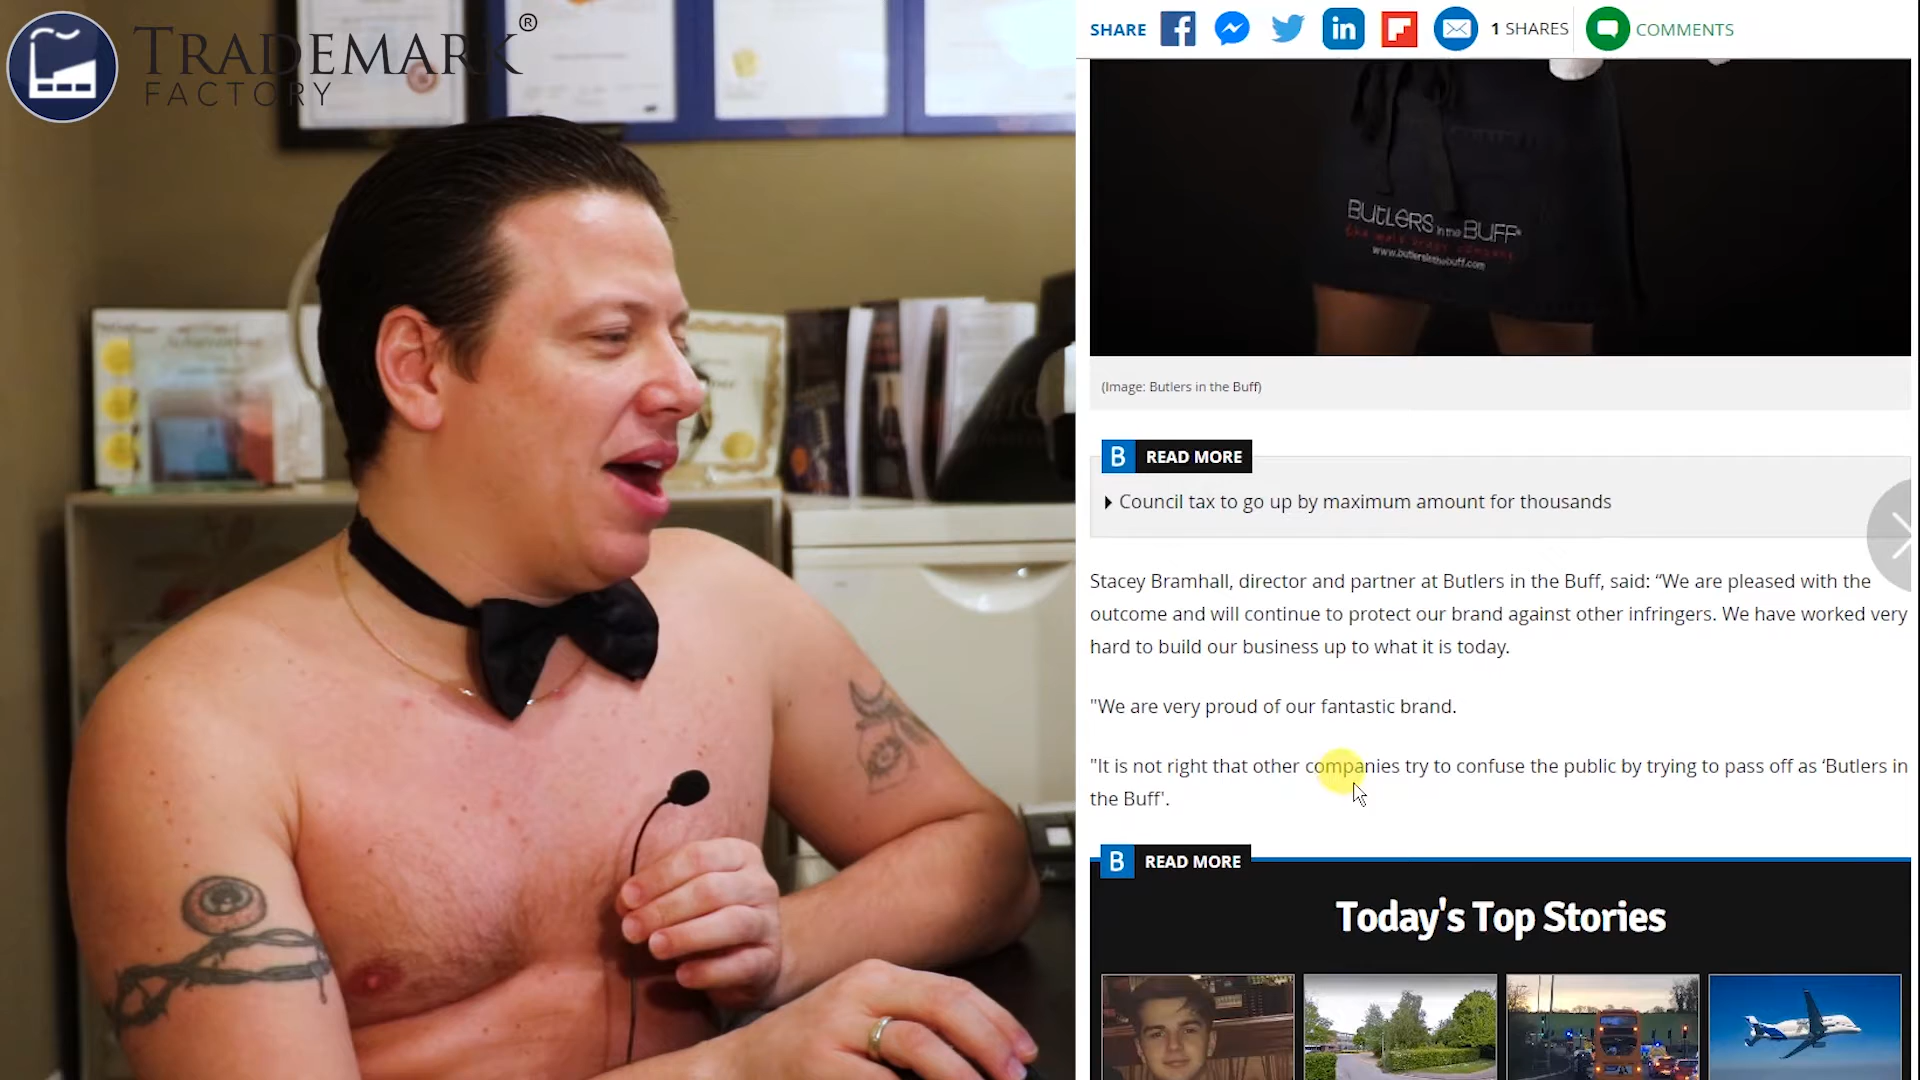 TRADEMARK®
FACTORY
SHARE
1 SHARES
COMMENTS
BUTLERS in the BUFF
www.butlersinthebuff.com
(Image: Butlers in the Buff)
B READ MORE
Council tax to go up by maximum amount for thousands
Stacey Bramhall, director and partner at Butlers in the Buff, said: “We are pleased with the
outcome and will continue to protect our brand against other infringers. We have worked very
hard to build our business up to what it is today.
"We are very proud of our fantastic brand.
"It is not right that other companies try to confuse the public by trying to pass off as ‘Butlers in
the Buff'.
B READ MORE
Today's Top Stories